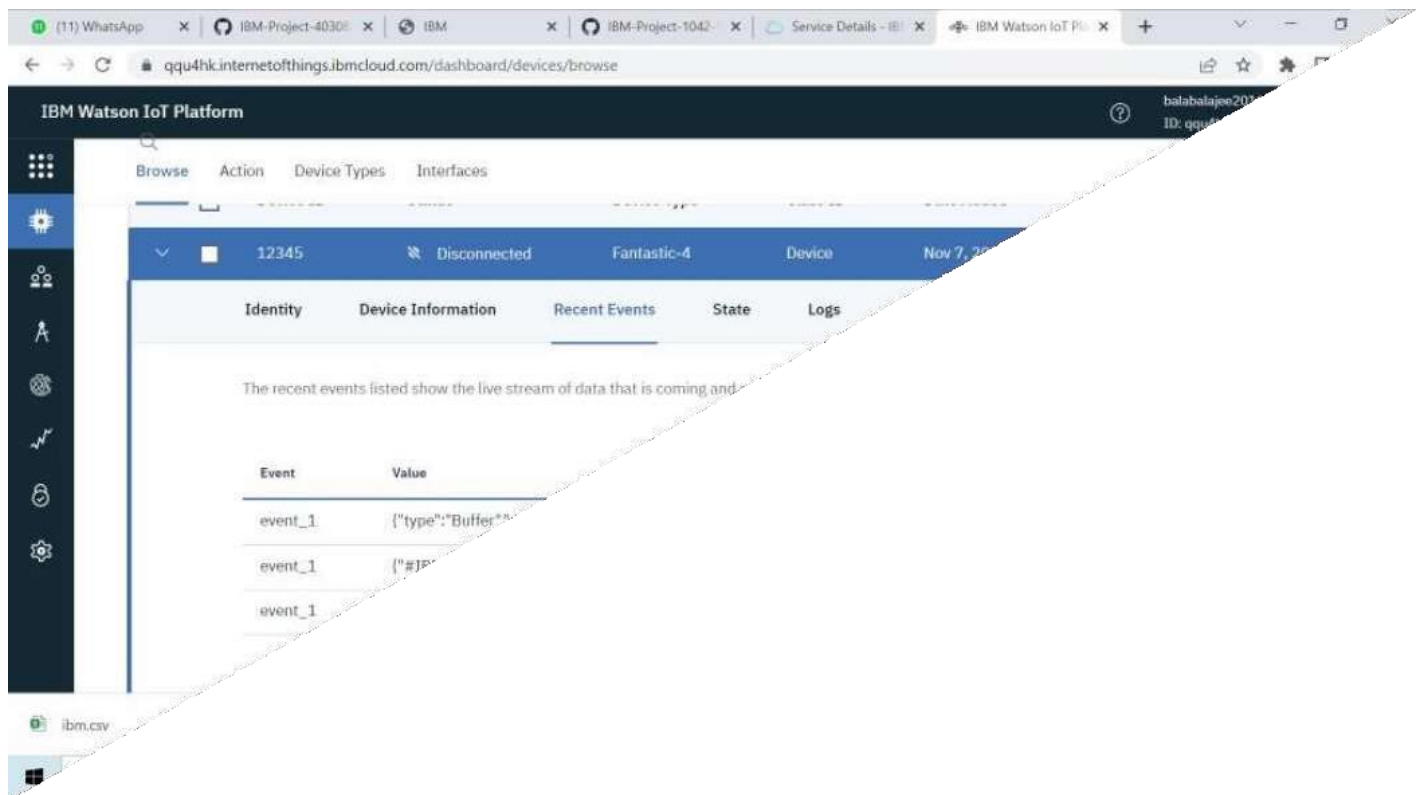 (11) WhatsApp IBM-Project-40308 IBM IBM-Project-1042- Service Details - IB IBM Watson IoT Pla
qqu4hk.internetofthings.ibmcloud.com/dashboard/devices/browse
IBM Watson IoT Platform
balabalajee201
ID: qqu4h
Browse Action Device Types Interfaces
12345 Disconnected Fantastic-4 Device Nov 7, 20
Identity Device Information Recent Events State Logs
The recent events listed show the live stream of data that is coming and
Event Value
event_1 {"type":"Buffer","
event_1
event_1
ibm.csv